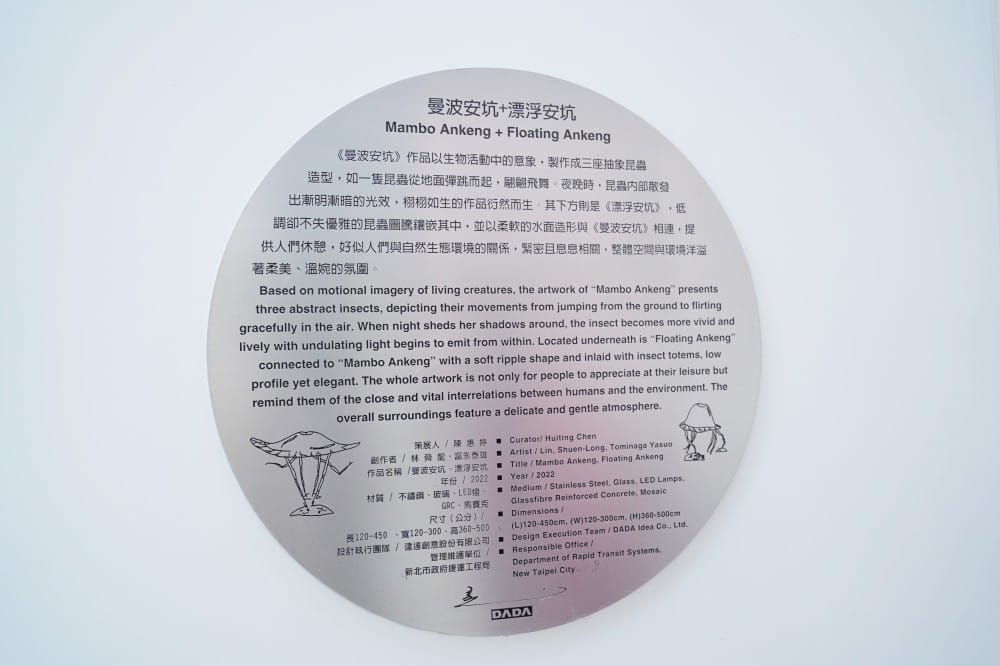 曼波安坑+漂浮安坑
Mambo Ankeng + Floating Ankeng
《曼波安坑》作品以生物活動中的意象，製作成三座抽象昆蟲
造型，如一隻昆蟲從地面彈跳而起，翩翩飛舞。夜晚時，昆蟲內部散發
出漸明漸暗的光效，栩栩如生的作品衍然而生。其下方則是《漂浮安坑》，低
調卻不失優雅的昆蟲圖騰鑲嵌其中，並以柔軟的水面造形與《曼波安坑》相連，提
供人們休憩，好似人們與自然生態環境的關係，緊密且息息相關，整體空間與環境洋溢
著柔美、溫婉的氛圍。
Based on motional imagery of living creatures, the artwork of “Mambo Ankeng” presents
three abstract insects, depicting their movements from jumping from the ground to flirting
gracefully in the air. When night sheds her shadows around, the insect becomes more vivid and
lively with undulating light begins to emit from within. Located underneath is “Floating Ankeng”
connected to “Mambo Ankeng” with a soft ripple shape and inlaid with insect totems, low
profile yet elegant. The whole artwork is not only for people to appreciate at their leisure but
remind them of the close and vital interrelations between humans and the environment. The
overall surroundings feature a delicate and gentle atmosphere.
策展人 / 陳惠婷
創作者 / 林舜龍、富永泰雄
作品名稱 /曼波安坑、漂浮安坑
年份 / 2022
材質 / 不鏽鋼、玻璃、LED燈、
GRC、馬賽克
尺寸（公分）/
長120-450 、寬120-300、高360-500
設計執行團隊 / 達達創意股份有限公司
管理維護單位 /
新北市政府捷運工程局
■ Curator/ Huiting Chen
■ Artist / Lin, Shuen-Long, Tominaga Yasuo
■ Title / Mambo Ankeng, Floating Ankeng
■ Year / 2022
■ Medium / Stainless Steel, Glass, LED Lamps,
Glassfibre Reinforced Concrete, Mosaic
■ Dimensions /
(L)120-450cm, (W)120-300cm, (H)360-500cm
■ Design Execution Team / DADA Idea Co., Ltd.
■ Responsible Office /
Department of Rapid Transit Systems,
New Taipei City
DADA